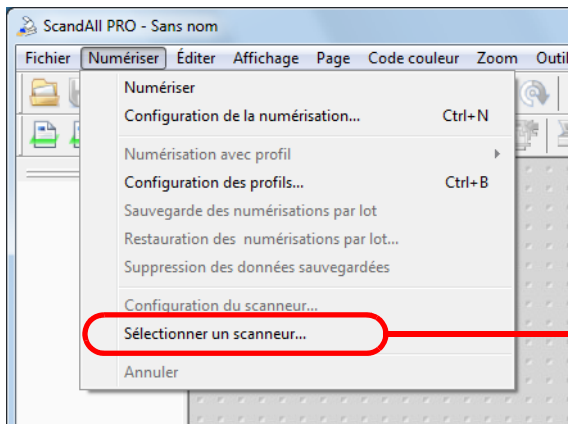 ScandAll PRO - Sans nom
Fichier Numériser Éditer Affichage Page Code couleur Zoom Outil
Numériser
Configuration de la numérisation... Ctrl+N
Numérisation avec profil
Configuration des profils... Ctrl+B
Sauvegarde des numérisations par lot
Restauration des numérisations par lot...
Suppression des données sauvegardées
Configuration du scanneur...
Sélectionner un scanneur...
Annuler